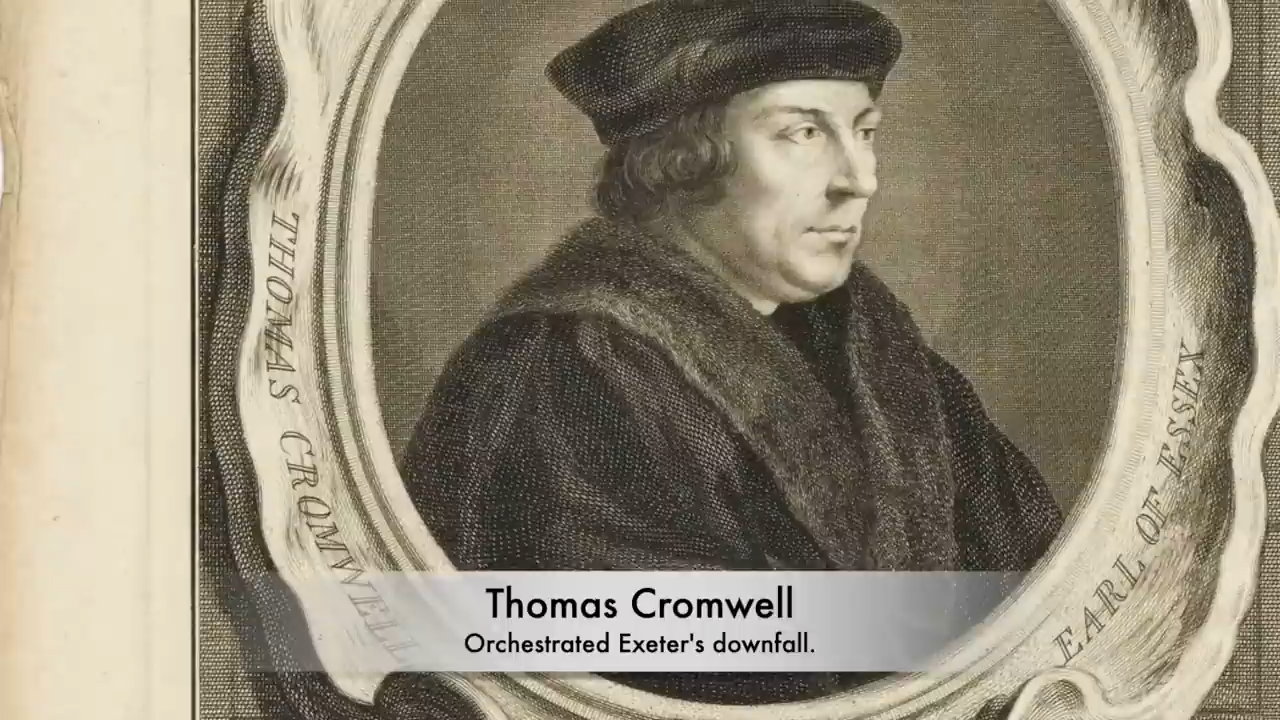 THOMAS CROMWELL
EARL OF ESSEX
Thomas Cromwell
Orchestrated Exeter's downfall.